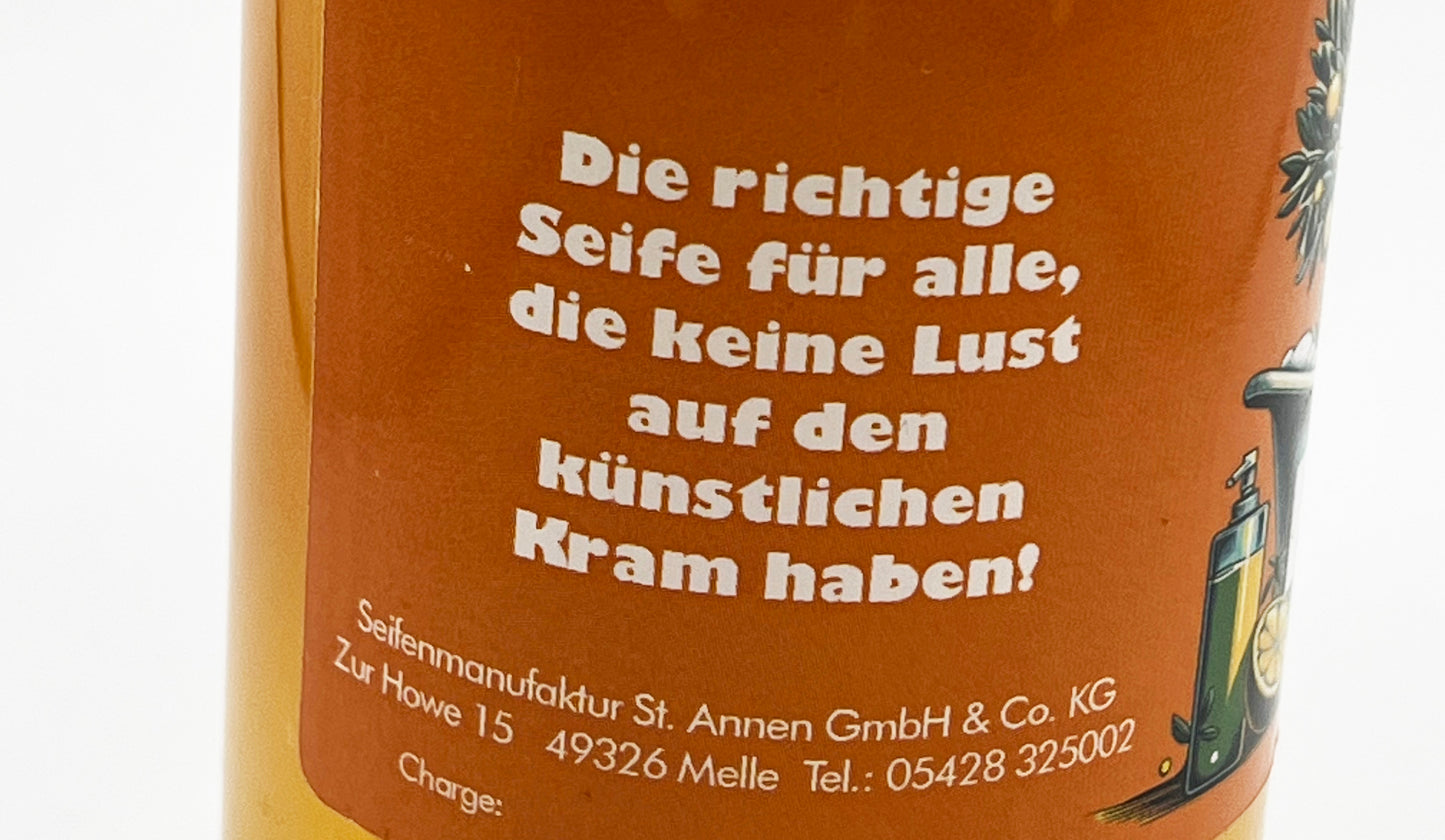 Die richtige
Seife für alle,
die keine Lust
auf den
künstlichen
Kram haben!
Seifenmanufaktur St. Annen GmbH & Co. KG
Zur Howe 15 49326 Melle Tel.: 05428 325002
Charge: